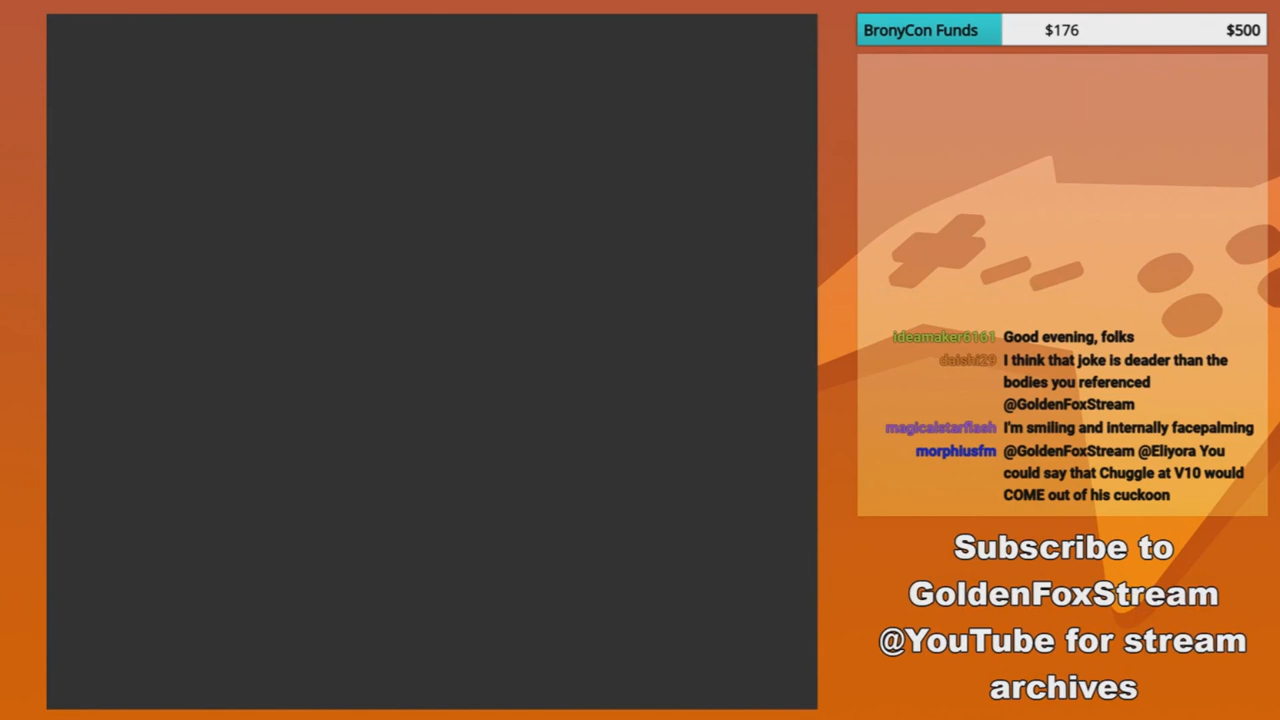 BronyCon Funds $176 $500
ideamaker6161 Good evening, folks
daishi29 I think that joke is deader than the
bodies you referenced
@GoldenFoxStream
magicalstarflash I'm smiling and internally facepalming
morphiusfm @GoldenFoxStream @Eliyora You
could say that Chuggle at V10 would
COME out of his cuckoon
Subscribe to
GoldenFoxStream
@YouTube for stream
archives